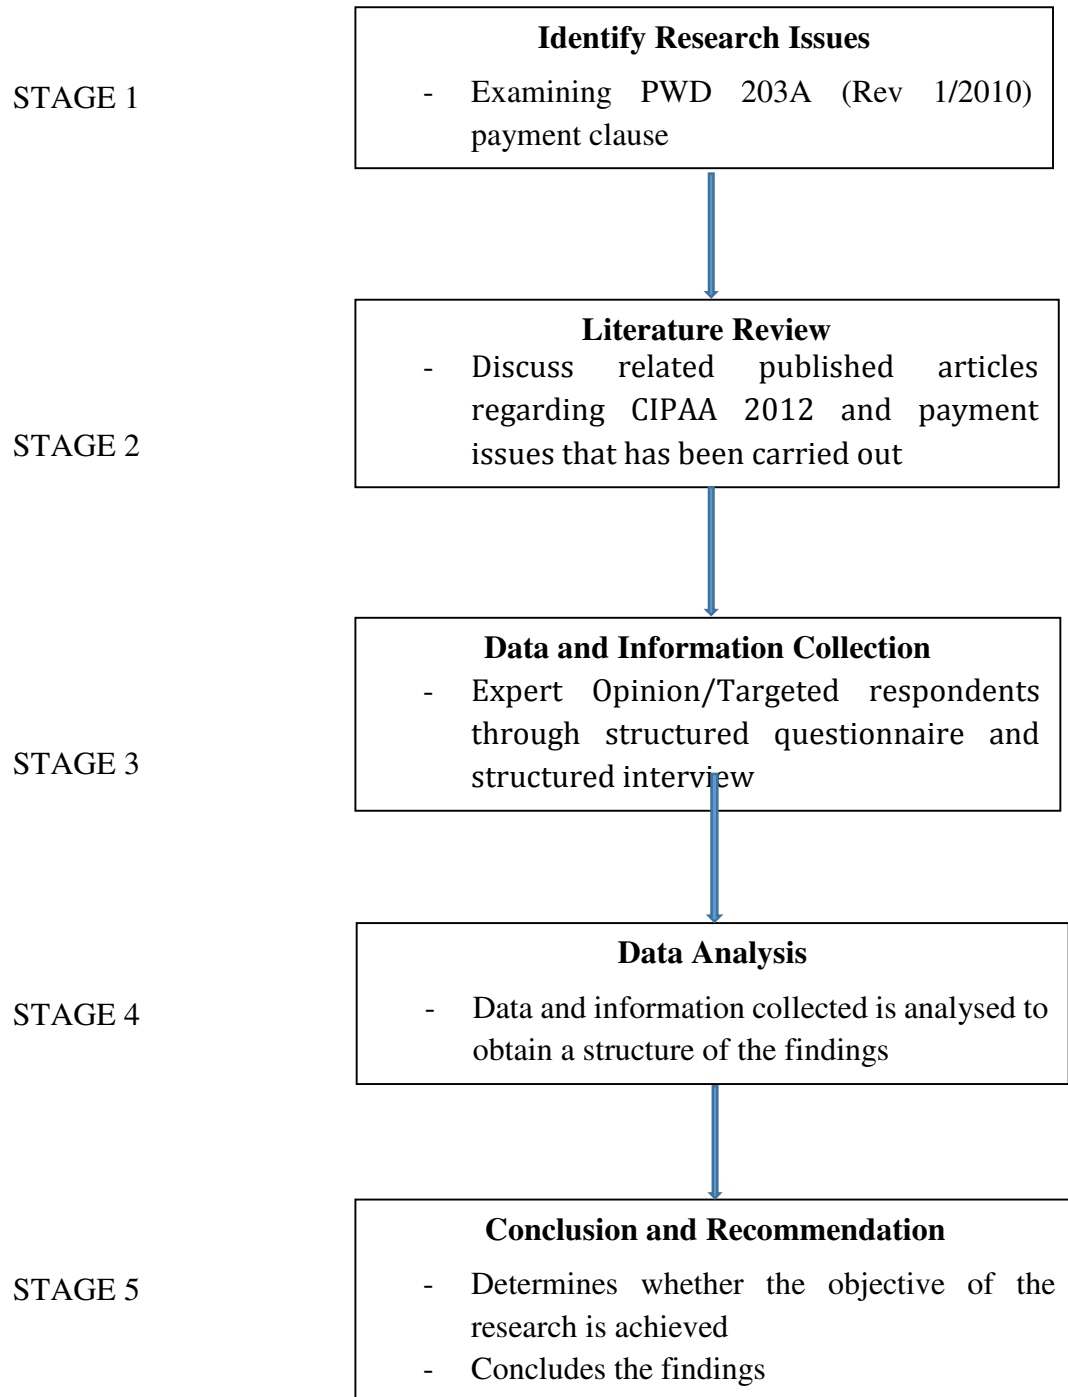 Identify Research Issues
STAGE 1
- Examining PWD 203A (Rev 1/2010)
payment clause
Literature Review
- Discuss related published articles
regarding CIPAA 2012 and payment
STAGE 2
issues that has been carried out
Data and Information Collection
- Expert Opinion/Targeted respondents
through structured questionnaire and
STAGE 3
structured interview
Data Analysis
STAGE 4
- Data and information collected is analysed to
obtain a structure of the findings
Conclusion and Recommendation
STAGE 5
- Determines whether the objective of the
research is achieved
- Concludes the findings